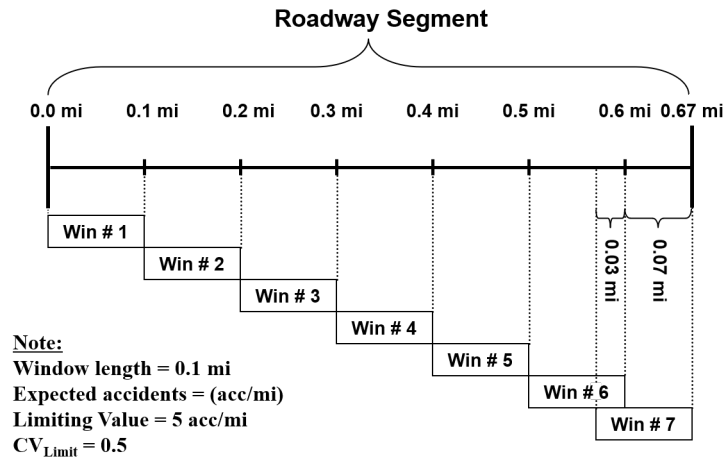 Roadway Segment
0.0 mi 0.1 mi 0.2 mi 0.3 mi 0.4 mi 0.5 mi 0.6 mi 0.67 mi
Win # 1
Win # 2
Win # 3
Win # 4
Win # 5
Win # 6
Win # 7
0.03 mi
0.07 mi
Note:
Window length = 0.1 mi
Expected accidents = (acc/mi)
Limiting Value = 5 acc/mi
CVLimit = 0.5